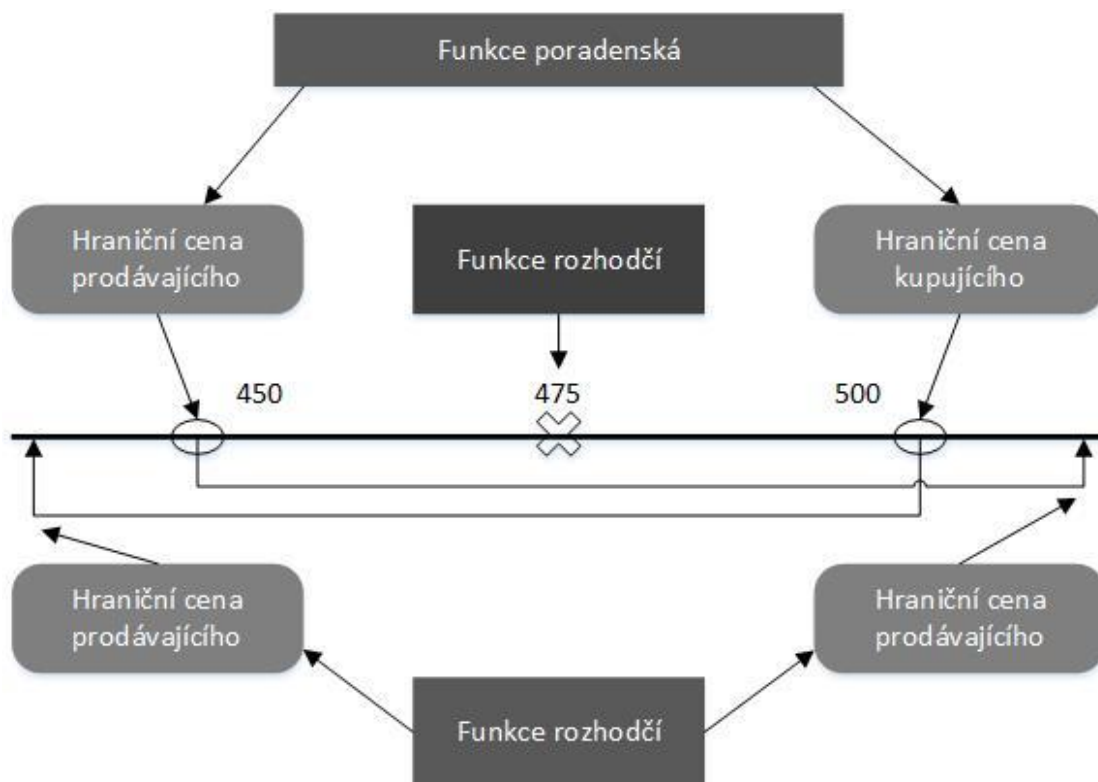 Funkce poradenská
Hraniční cena
prodávajícího
Funkce rozhodčí
Hraniční cena
kupujícího
450
475
500
Hraniční cena
prodávajícího
Hraniční cena
prodávajícího
Funkce rozhodčí